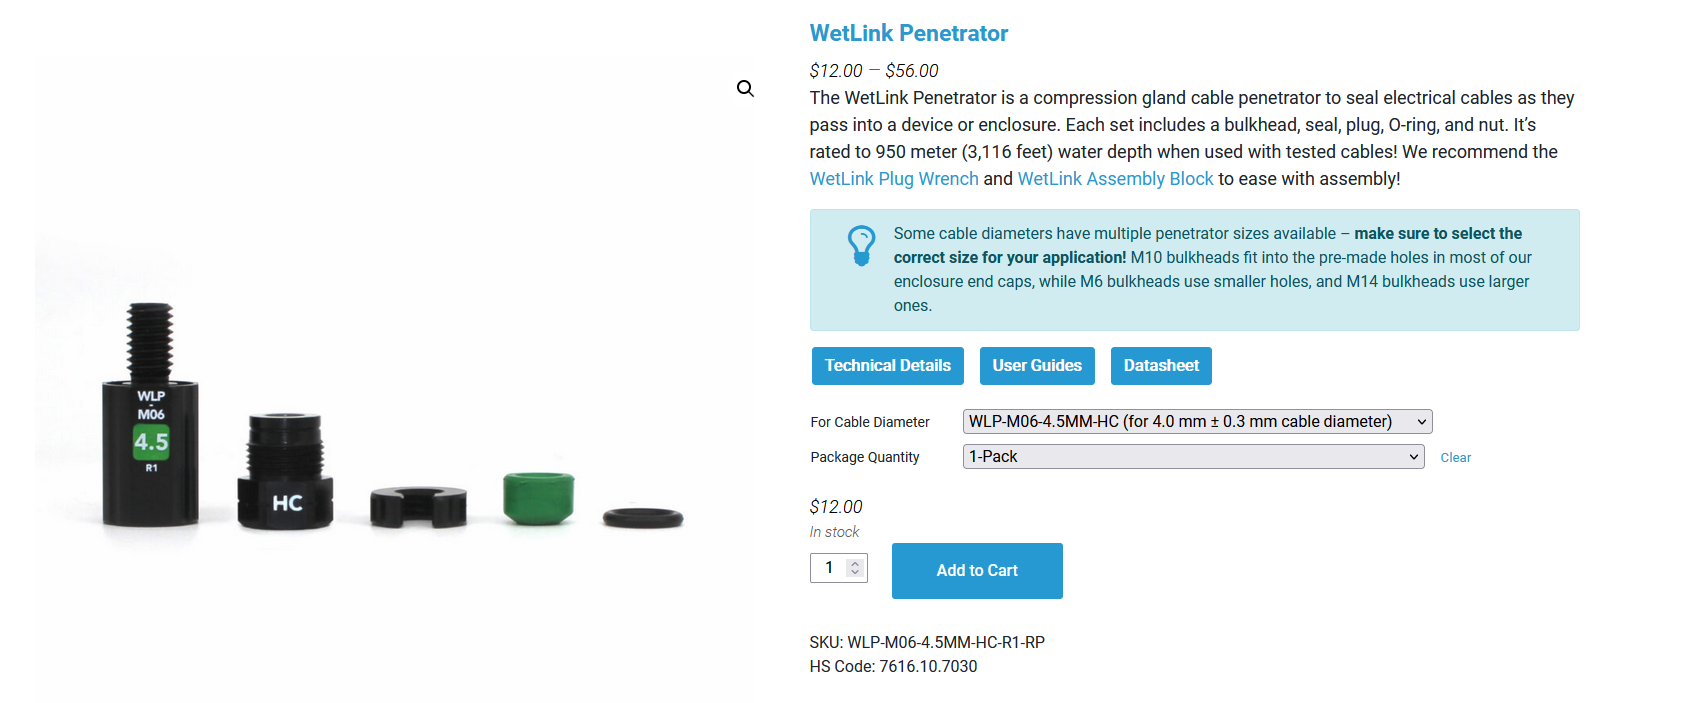 WetLink Penetrator
$12.00 – $56.00
The WetLink Penetrator is a compression gland cable penetrator to seal electrical cables as they
pass into a device or enclosure. Each set includes a bulkhead, seal, plug, O-ring, and nut. It’s
rated to 950 meter (3,116 feet) water depth when used with tested cables! We recommend the
WetLink Plug Wrench and WetLink Assembly Block to ease with assembly!
Some cable diameters have multiple penetrator sizes available – make sure to select the
correct size for your application! M10 bulkheads fit into the pre-made holes in most of our
enclosure end caps, while M6 bulkheads use smaller holes, and M14 bulkheads use larger
ones.
Technical Details User Guides Datasheet
For Cable Diameter WLP-M06-4.5MM-HC (for 4.0 mm ± 0.3 mm cable diameter)
Package Quantity 1-Pack Clear
$12.00
In stock
1 Add to Cart
SKU: WLP-M06-4.5MM-HC-R1-RP
HS Code: 7616.10.7030
WLP
-
M06
4.5
R1
HC